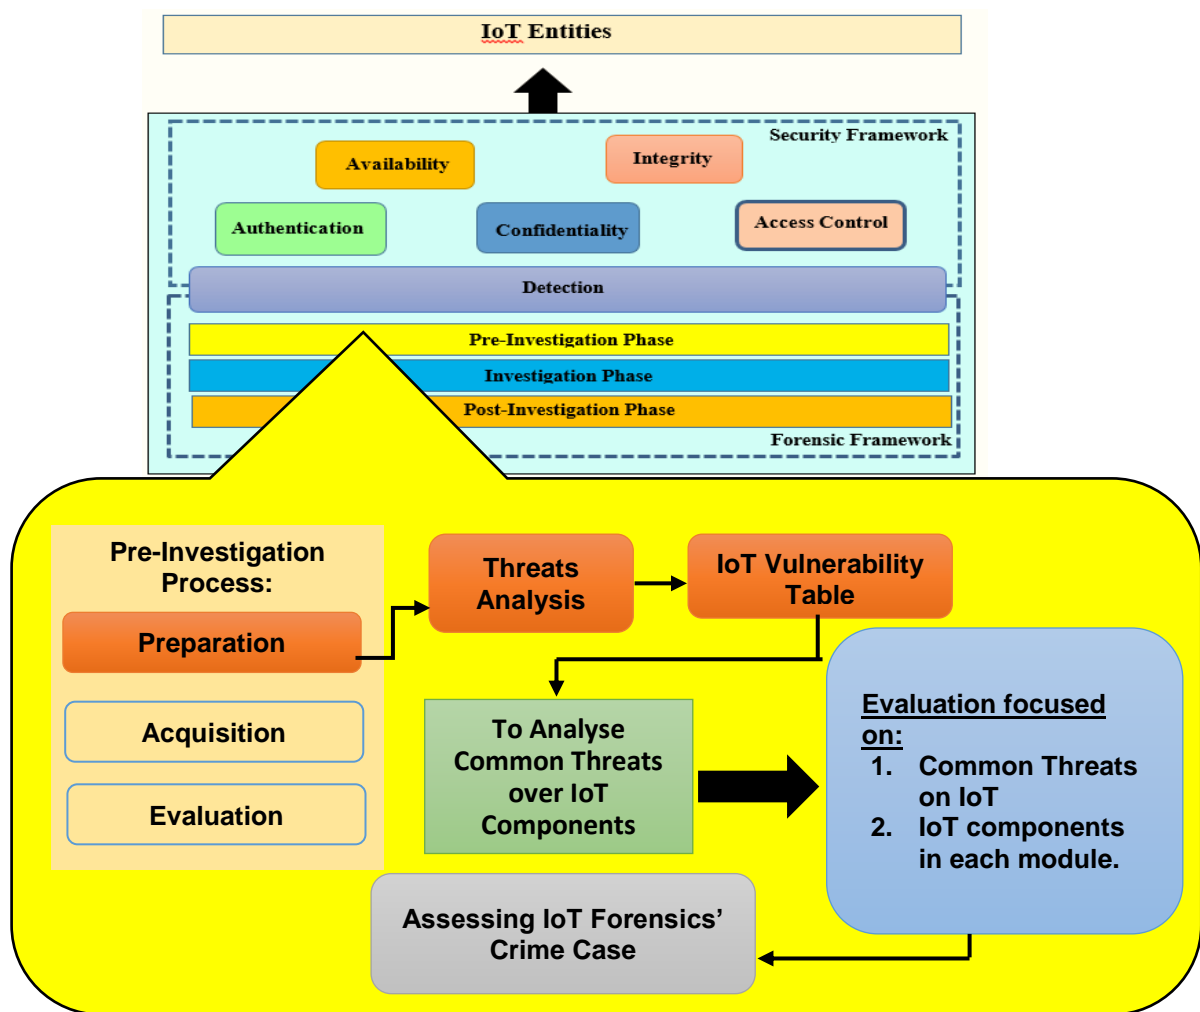 IoT Entities
Security Framework
Availability
Integrity
Authentication
Confidentiality
Access Control
Detection
Pre-Investigation Phase
Investigation Phase
Post-Investigation Phase
Forensic Framework
Pre-Investigation
Process:
Preparation
Acquisition
Evaluation
Threats
Analysis
IoT Vulnerability
Table
To Analyse
Common Threats
over IoT
Components
Evaluation focused
on:
1. Common Threats
on IoT
2. IoT components
in each module.
Assessing IoT Forensics’
Crime Case